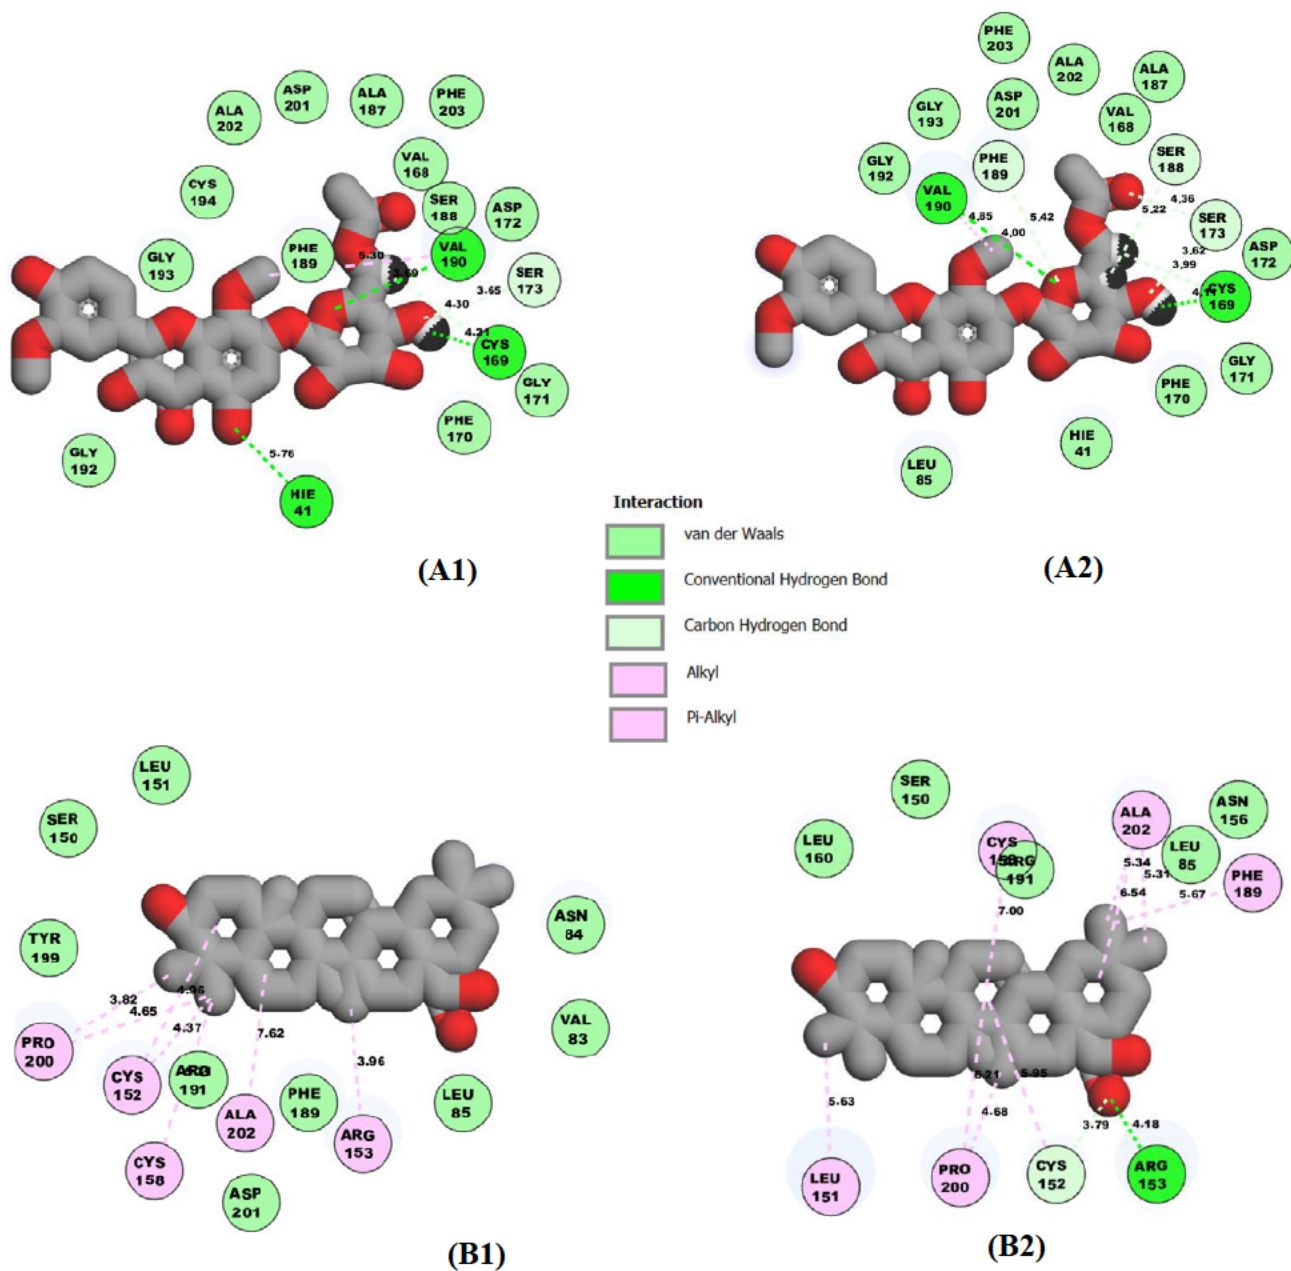 PHE
203
ASP
201
ALA
187
PHE
203
ALA
202
VAL
168
CYS
194
SER
188
ASP
172
PHE
189
VAL
190
GLY
193
SER
173
5.30
3.69
3.65
4.30
4.21
CYS
169
GLY
171
PHE
170
GLY
192
5.76
HIE
41
(A1)
ALA
202
ALA
187
GLY
193
ASP
201
VAL
168
GLY
192
PHE
189
SER
188
VAL
190
4.85
4.00
5.42
5.22
4.36
SER
173
3.62
3.99
ASP
172
CYS
169
GLY
171
PHE
170
HIE
41
LEU
85
(A2)
Interaction
van der Waals
Conventional Hydrogen Bond
Carbon Hydrogen Bond
Alkyl
Pi-Alkyl
LEU
151
SER
150
TYR
199
ASN
84
VAL
83
3.82
4.65
4.96
4.37
7.62
3.96
PRO
200
CYS
152
191
PHE
189
LEU
85
ALA
202
ARG
153
CYS
158
ASP
201
(B1)
SER
150
LEU
160
CYS
ARG
191
ALA
202
ASN
156
LEU
85
PHE
189
5.34
5.31
6.54
5.67
7.00
6.21
5.95
4.68
5.63
3.79
4.18
LEU
151
PRO
200
CYS
152
ARG
153
(B2)